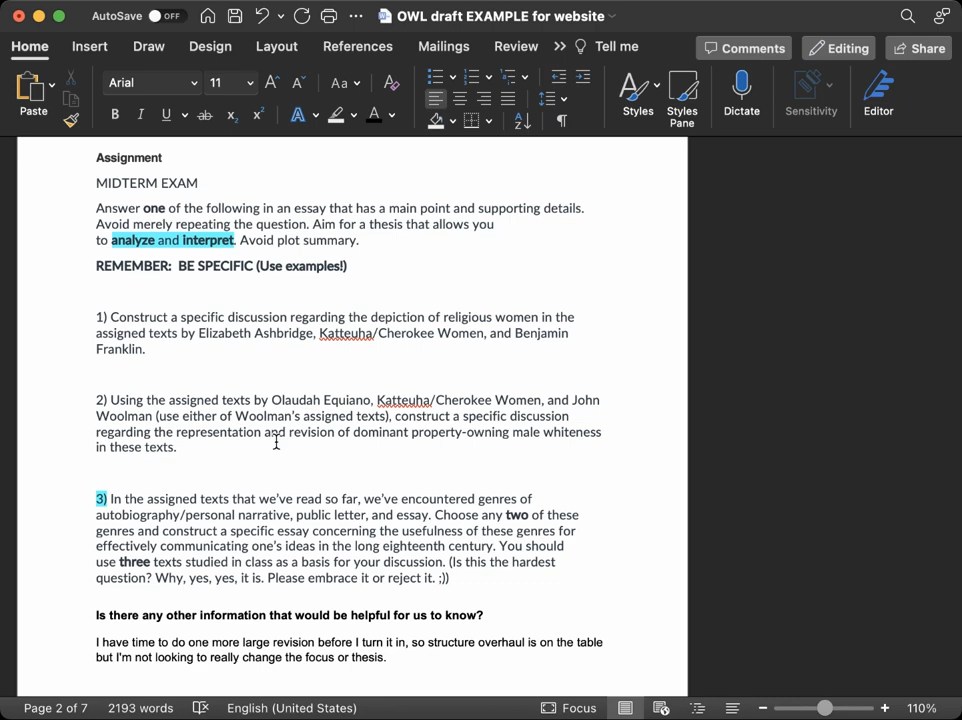 AutoSave OFF
OWL draft EXAMPLE for website
Home Insert Draw Design Layout References Mailings Review Tell me
Comments Editing Share
Paste
Arial 11
Styles Styles Pane Dictate Sensitivity Editor
Assignment
MIDTERM EXAM
Answer one of the following in an essay that has a main point and supporting details.
Avoid merely repeating the question. Aim for a thesis that allows you
to analyze and interpret. Avoid plot summary.
REMEMBER: BE SPECIFIC (Use examples!)
1) Construct a specific discussion regarding the depiction of religious women in the
assigned texts by Elizabeth Ashbridge, Katteuha/Cherokee Women, and Benjamin
Franklin.
2) Using the assigned texts by Olaudah Equiano, Katteuha/Cherokee Women, and John
Woolman (use either of Woolman's assigned texts), construct a specific discussion
regarding the representation and revision of dominant property-owning male whiteness
in these texts.
3) In the assigned texts that we've read so far, we've encountered genres of
autobiography/personal narrative, public letter, and essay. Choose any two of these
genres and construct a specific essay concerning the usefulness of these genres for
effectively communicating one's ideas in the long eighteenth century. You should
use three texts studied in class as a basis for your discussion. (Is this the hardest
question? Why, yes, yes, it is. Please embrace it or reject it. ;))
Is there any other information that would be helpful for us to know?
I have time to do one more large revision before I turn it in, so structure overhaul is on the table
but I'm not looking to really change the focus or thesis.
Page 2 of 7 2193 words English (United States) Focus 110%